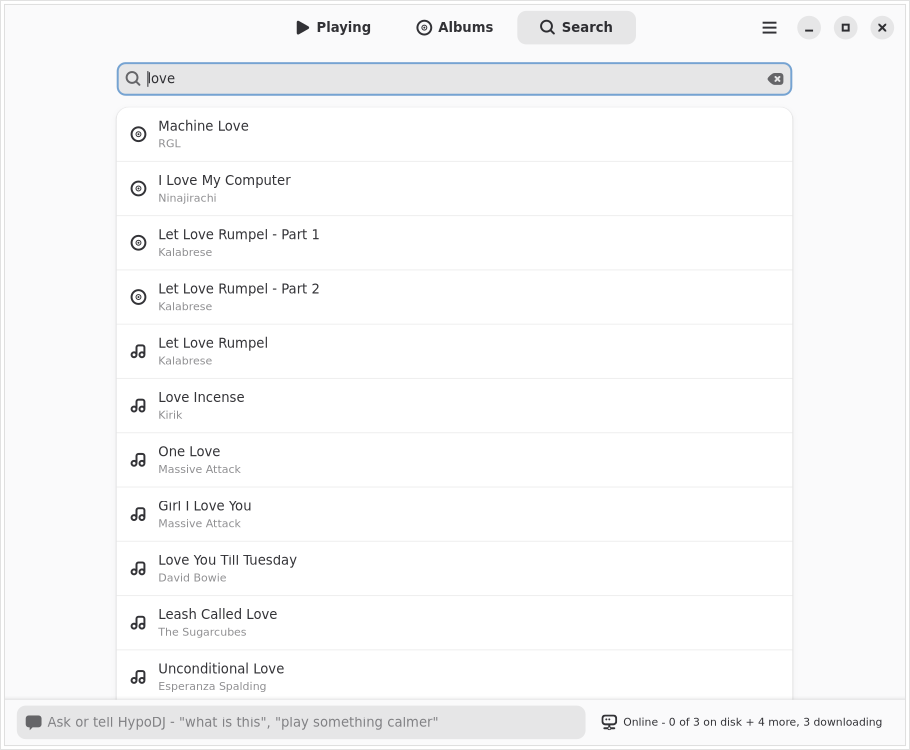 Playing
Albums
Search
love
Machine Love
RGL
I Love My Computer
Ninajirachi
Let Love Rumpel - Part 1
Kalabrese
Let Love Rumpel - Part 2
Kalabrese
Let Love Rumpel
Kalabrese
Love Incense
Kirik
One Love
Massive Attack
Girl I Love You
Massive Attack
Love You Till Tuesday
David Bowie
Leash Called Love
The Sugarcubes
Unconditional Love
Esperanza Spalding
Ask or tell HypoDJ - "what is this", "play something calmer"
Online - 0 of 3 on disk + 4 more, 3 downloading